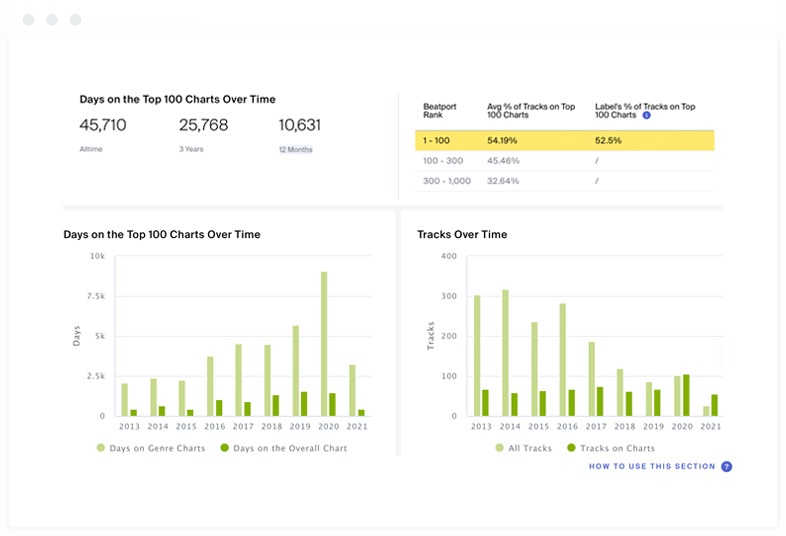 Days on the Top 100 Charts Over Time
45,710 25,768 10,631
Alltime 3 Years 12 Months
Beatport Rank Avg % of Tracks on Top 100 Charts Label's % of Tracks on Top 100 Charts i
1 - 100 54.19% 52.5%
100 - 300 45.46% /
300 - 1,000 32.64% /
Days on the Top 100 Charts Over Time
10k
7.5k
5k
2.5k
0
Days
2013 2014 2015 2016 2017 2018 2019 2020 2021
Days on Genre Charts Days on the Overall Chart
Tracks Over Time
400
300
200
100
0
Tracks
2013 2014 2015 2016 2017 2018 2019 2020 2021
All Tracks Tracks on Charts
HOW TO USE THIS SECTION ?